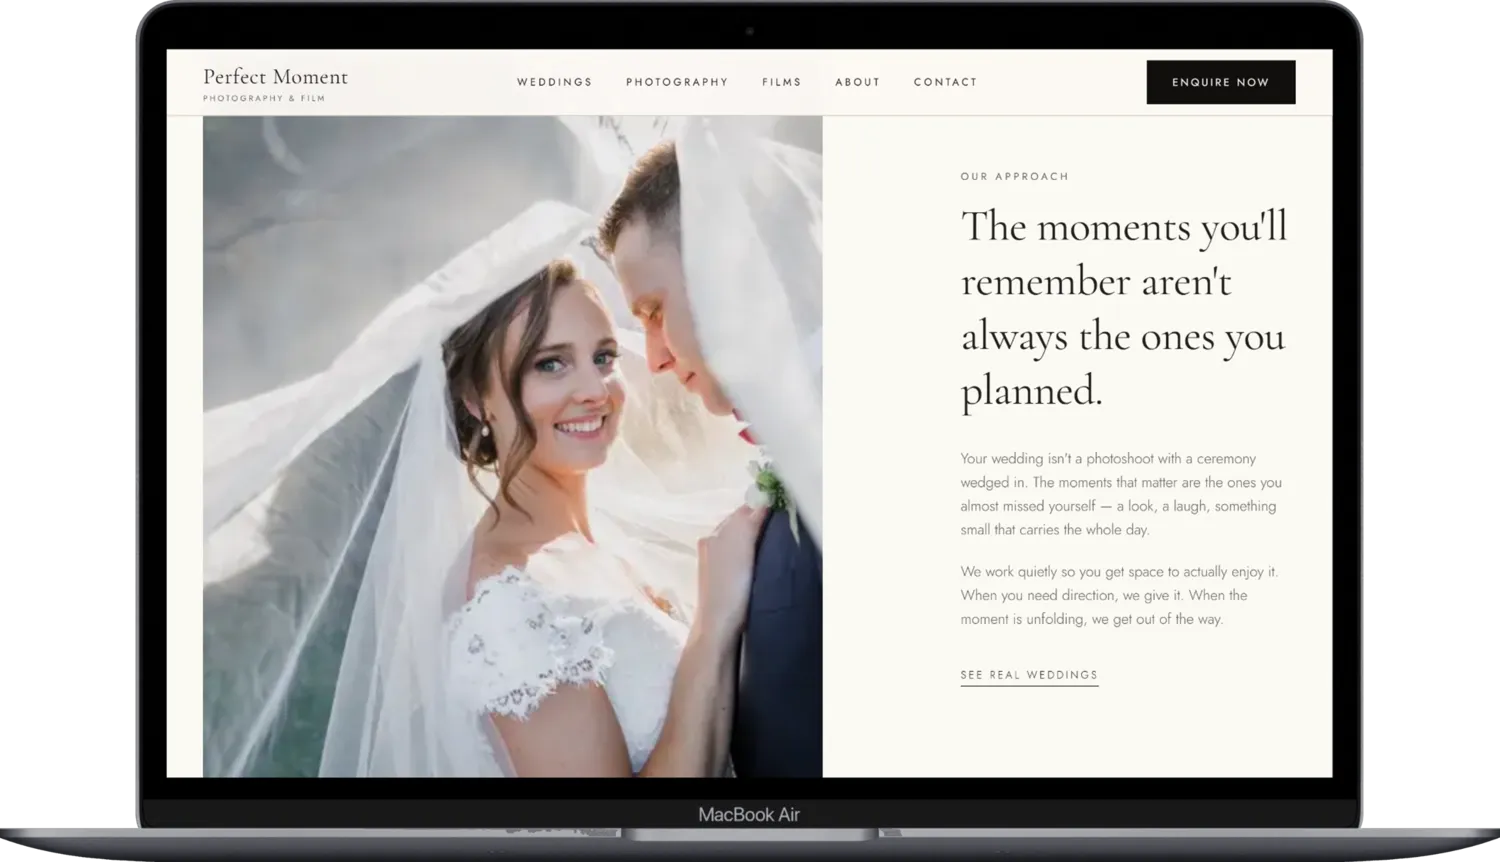 Perfect Moment
PHOTOGRAPHY & FILM
WEDDINGS PHOTOGRAPHY FILMS ABOUT CONTACT
ENQUIRE NOW
OUR APPROACH
The moments you'll
remember aren't
always the ones you
planned.
Your wedding isn't a photoshoot with a ceremony
wedged in. The moments that matter are the ones you
almost missed yourself — a look, a laugh, something
small that carries the whole day.
We work quietly so you get space to actually enjoy it.
When you need direction, we give it. When the
moment is unfolding, we get out of the way.
SEE REAL WEDDINGS
MacBook Air